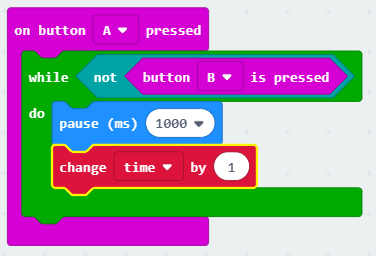 on button A pressed
while not button B is pressed
do
pause (ms) 1000
change time by 1